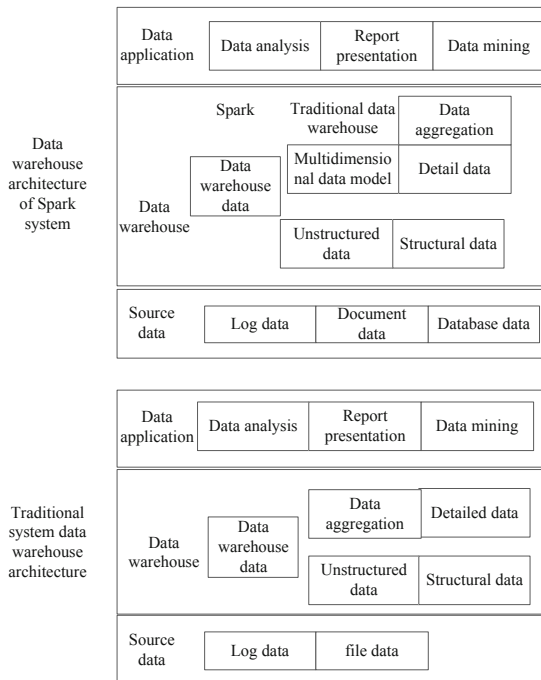 Data
application
Data analysis
Report
presentation
Data mining
Data
warehouse
architecture
of Spark
system
Spark
Traditional data
warehouse
Data
aggregation
Data
warehouse
data
Multidimensio
nal data model
Detail data
Data
warehouse
Unstructured
data
Structural data
Source
data
Log data
Document
data
Database data
Data
application
Data analysis
Report
presentation
Data mining
Traditional
system data
warehouse
architecture
Data
warehouse
Data
warehouse
data
Data
aggregation
Detailed data
Unstructured
data
Structural data
Source
data
Log data
file data